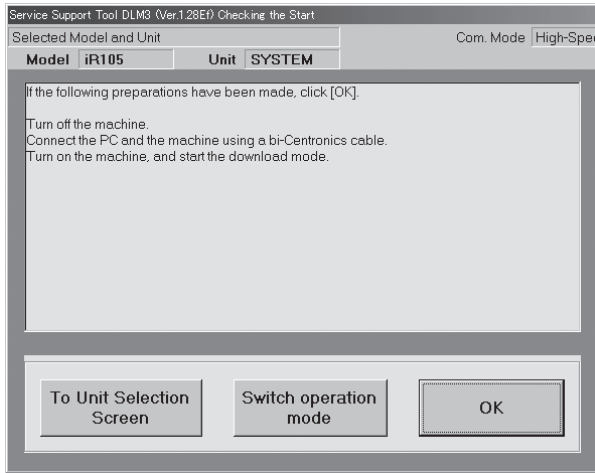 Service Support Tool DLM3 (Ver.1.28Ef) Checking the Start
Selected Model and Unit
Com. Mode High-Spee
Model iR105 Unit SYSTEM
If the following preparations have been made, click [OK].
Turn off the machine.
Connect the PC and the machine using a bi-Centronics cable.
Turn on the machine, and start the download mode.
To Unit Selection
Screen
Switch operation
mode
OK